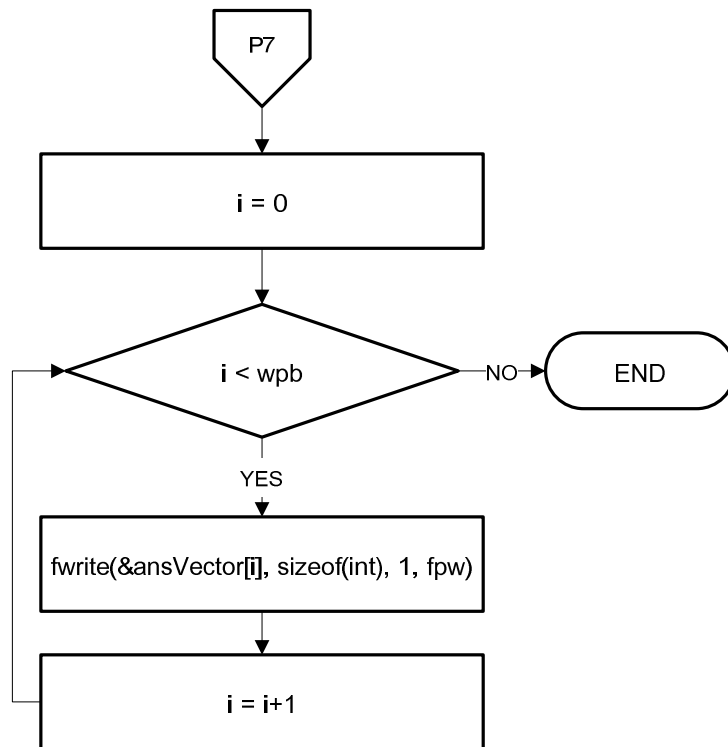 P7
i = 0
i < wpb
NO
END
YES
fwrite(&ansVector[i], sizeof(int), 1, fpw)
i = i+1